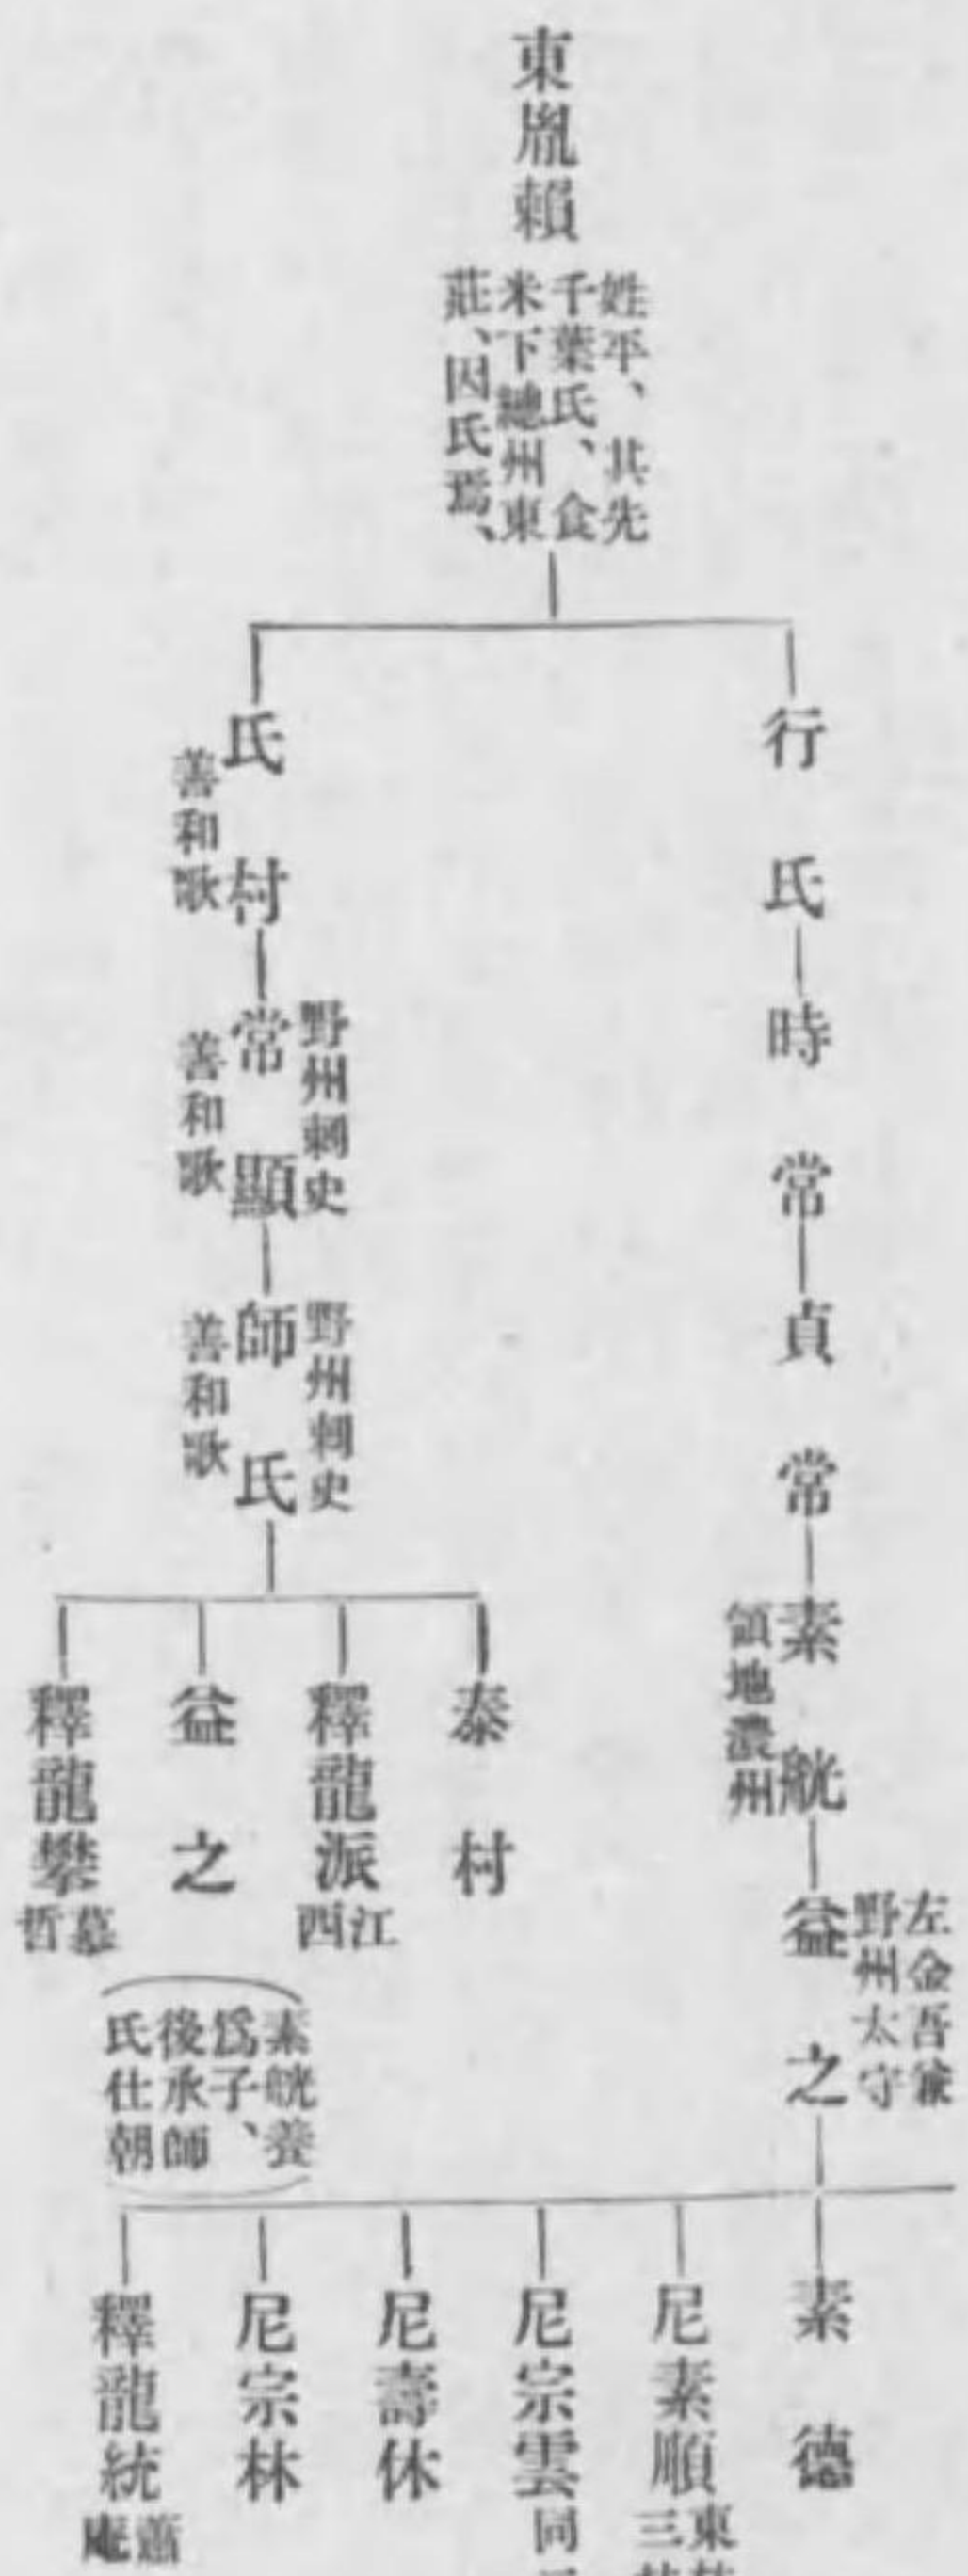 東胤賴
姓平、其先
千葉氏、食
米下總州東
莊、因氏焉、
行氏
時常
貞常
素
領地濃州
益之
左金吾兼
野州太守
氏村
善和歌
常顯
野州刺史
善和歌
師氏
野州刺史
善和歌
泰村
釋龍派
江西
益之
釋龍攀
慕哲
養
爲子、
後承師
氏仕朝
素德
尼素順
東
三
尼宗雲
同
尼壽休
尼宗林
釋龍統
蕭庵